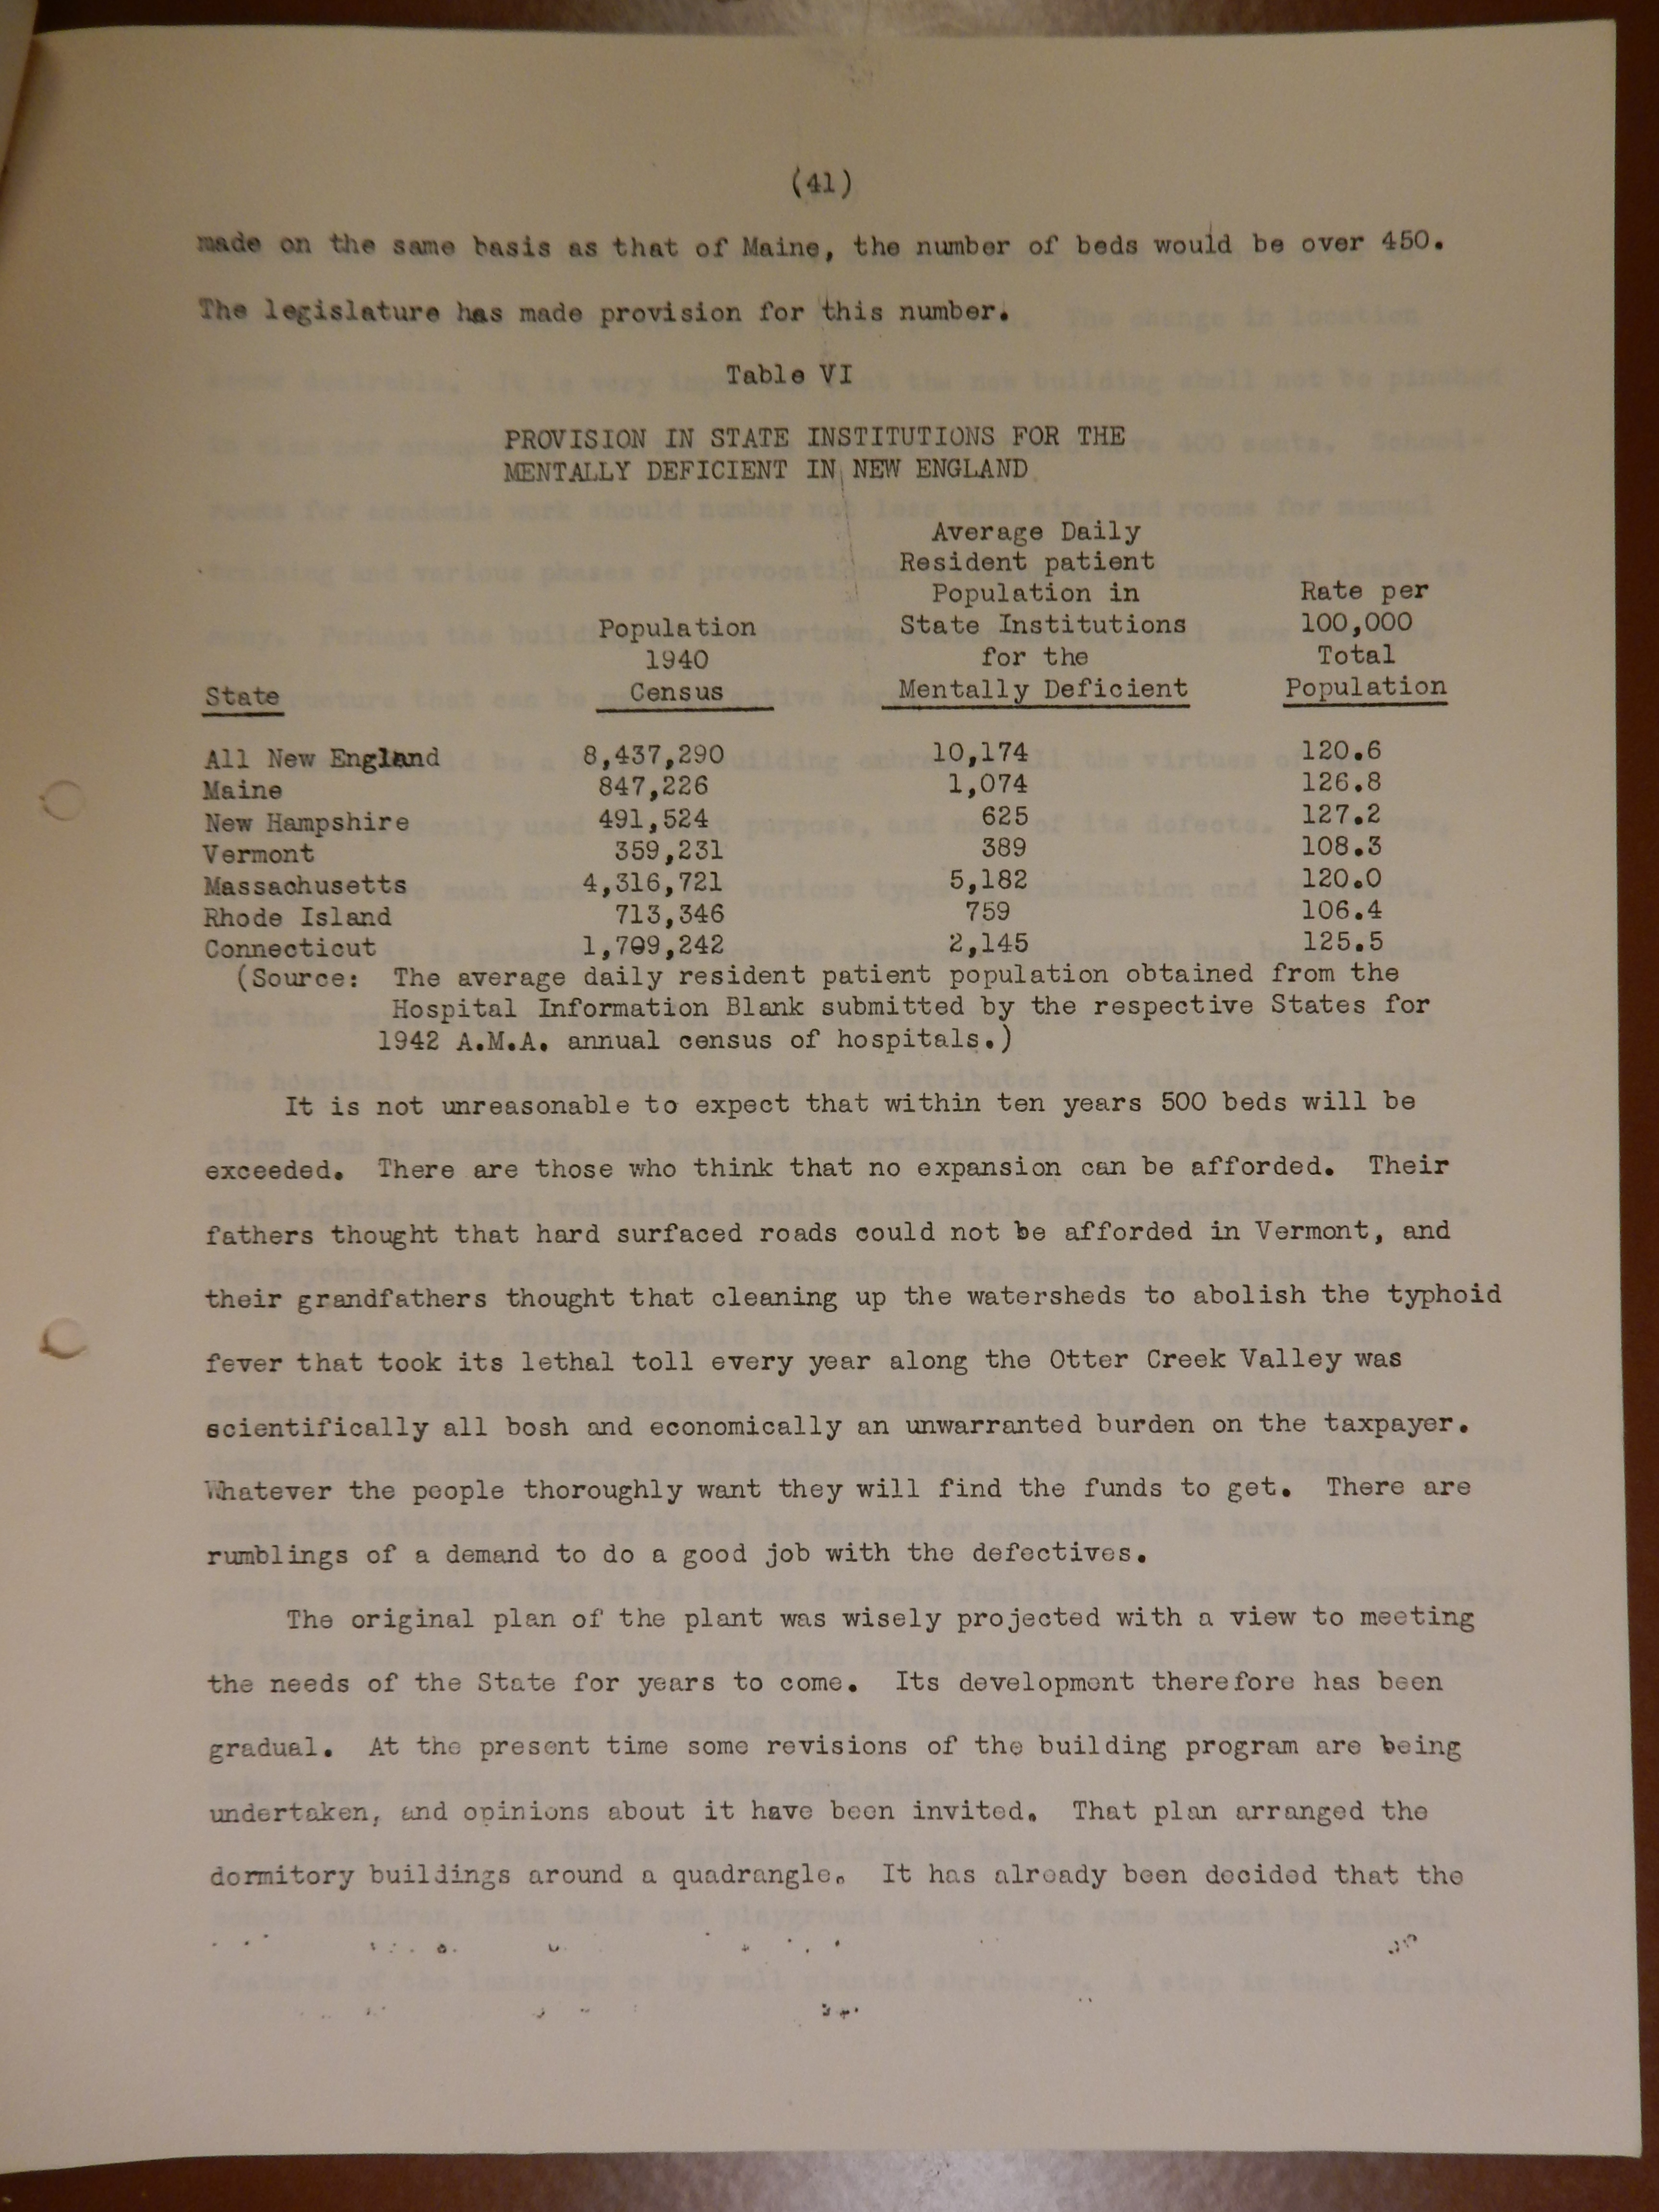 (41)
made on the same basis as that of Maine, the number of beds would be over 450.
The legislature has made provision for this number.
Table VI
PROVISION IN STATE INSTITUTIONS FOR THE
MENTALLY DEFICIENT IN NEW ENGLAND
Average Daily
Resident patient
Population in Rate per
Population State Institutions 100,000
1940 for the Total
State Census Mentally Deficient Population
All New England 8,437,290 10,174 120.6
Maine 847,226 1,074 126.8
New Hampshire 491,524 625 127.2
Vermont 359,231 389 108.3
Massachusetts 4,316,721 5,182 120.0
Rhode Island 713,346 759 106.4
Connecticut 1,709,242 2,145 125.5
(Source: The average daily resident patient population obtained from the
Hospital Information Blank submitted by the respective States for
1942 A.M.A. annual census of hospitals.)
It is not unreasonable to expect that within ten years 500 beds will be
exceeded. There are those who think that no expansion can be afforded. Their
fathers thought that hard surfaced roads could not be afforded in Vermont, and
their grandfathers thought that cleaning up the watersheds to abolish the typhoid
fever that took its lethal toll every year along the Otter Creek Valley was
scientifically all bosh and economically an unwarranted burden on the taxpayer.
Whatever the people thoroughly want they will find the funds to get. There are
rumblings of a demand to do a good job with the defectives.
The original plan of the plant was wisely projected with a view to meeting
the needs of the State for years to come. Its development therefore has been
gradual. At the present time some revisions of the building program are being
undertaken, and opinions about it have been invited. That plan arranged the
dormitory buildings around a quadrangle. It has already been decided that the